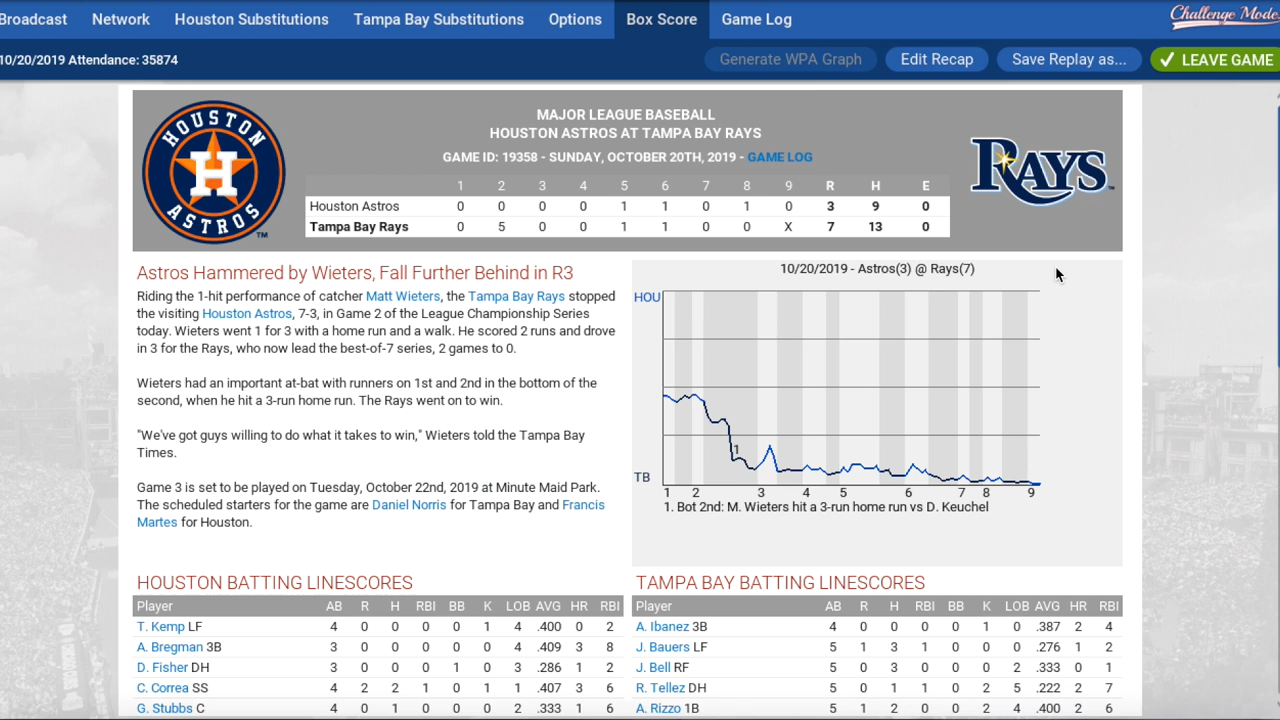 Broadcast Network Houston Substitutions Tampa Bay Substitutions Options Box Score Game Log Challenge Mode
10/20/2019 Attendance: 35874 Generate WPA Graph Edit Recap Save Replay as... ✓ LEAVE GAME
HOUSTON ASTROS
MAJOR LEAGUE BASEBALL
HOUSTON ASTROS AT TAMPA BAY RAYS
GAME ID: 19358 - SUNDAY, OCTOBER 20TH, 2019 - GAME LOG
1 2 3 4 5 6 7 8 9 R H E
Houston Astros 0 0 0 0 1 1 0 1 0 3 9 0
Tampa Bay Rays 0 5 0 0 1 1 0 0 X 7 13 0
RAYS
Astros Hammered by Wieters, Fall Further Behind in R3
Riding the 1-hit performance of catcher Matt Wieters, the Tampa Bay Rays stopped
the visiting Houston Astros, 7-3, in Game 2 of the League Championship Series
today. Wieters went 1 for 3 with a home run and a walk. He scored 2 runs and drove
in 3 for the Rays, who now lead the best-of-7 series, 2 games to 0.
Wieters had an important at-bat with runners on 1st and 2nd in the bottom of the
second, when he hit a 3-run home run. The Rays went on to win.
"We've got guys willing to do what it takes to win," Wieters told the Tampa Bay
Times.
Game 3 is set to be played on Tuesday, October 22nd, 2019 at Minute Maid Park.
The scheduled starters for the game are Daniel Norris for Tampa Bay and Francis
Martes for Houston.
10/20/2019 - Astros(3) @ Rays(7)
HOU
1
TB
1 2 3 4 5 6 7 8 9
1. Bot 2nd: M. Wieters hit a 3-run home run vs D. Keuchel
HOUSTON BATTING LINESCORES
Player AB R H RBI BB K LOB AVG HR RBI
T. Kemp LF 4 0 0 0 0 1 4 .400 0 2
A. Bregman 3B 3 0 0 0 0 0 4 .409 3 8
D. Fisher DH 3 0 0 0 1 0 3 .286 1 2
C. Correa SS 4 2 2 1 0 1 1 .407 3 6
G. Stubbs C 4 0 1 0 0 0 2 .333 1 6
TAMPA BAY BATTING LINESCORES
Player AB R H RBI BB K LOB AVG HR RBI
A. Ibanez 3B 4 0 0 0 0 1 0 .387 2 4
J. Bauers LF 5 1 3 1 0 0 0 .276 1 2
J. Bell RF 5 0 3 0 0 0 2 .333 0 1
R. Tellez DH 5 0 1 1 0 2 5 .222 2 7
A. Rizzo 1B 5 1 2 0 0 2 4 .400 2 6